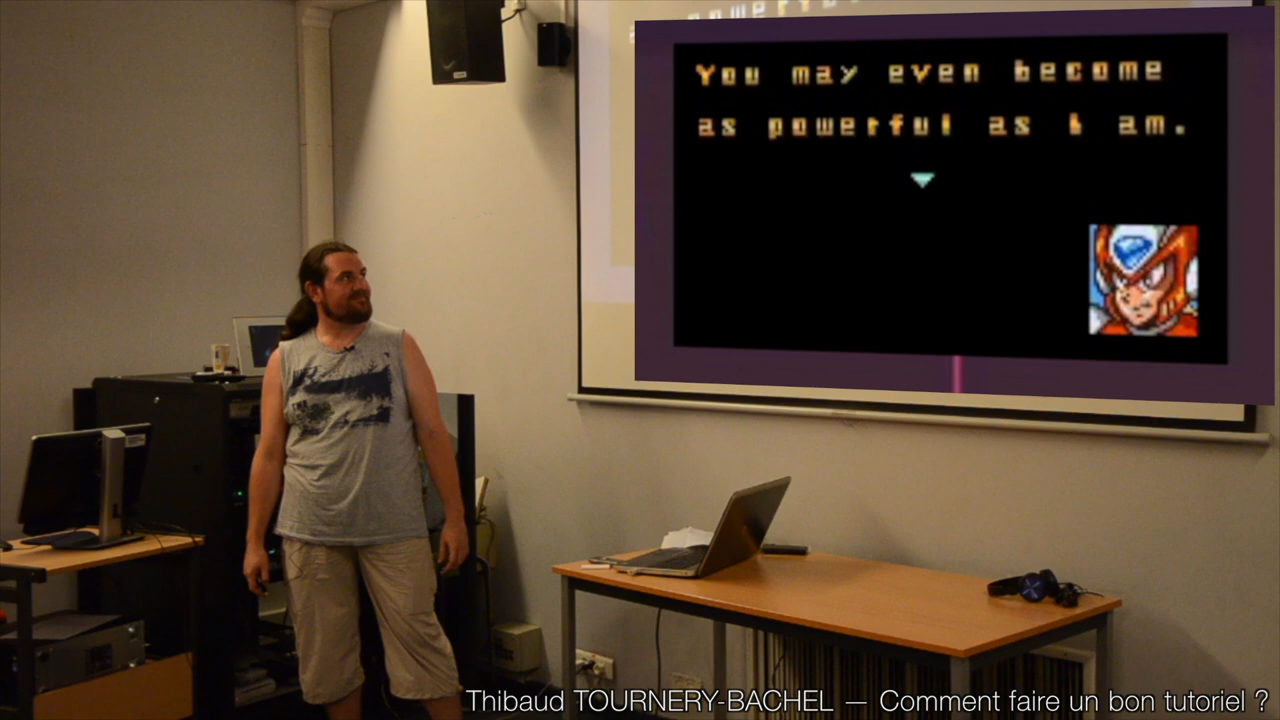 You may even become
as powerful as I am.
Thibaud TOURNERY-BACHEL — Comment faire un bon tutoriel ?